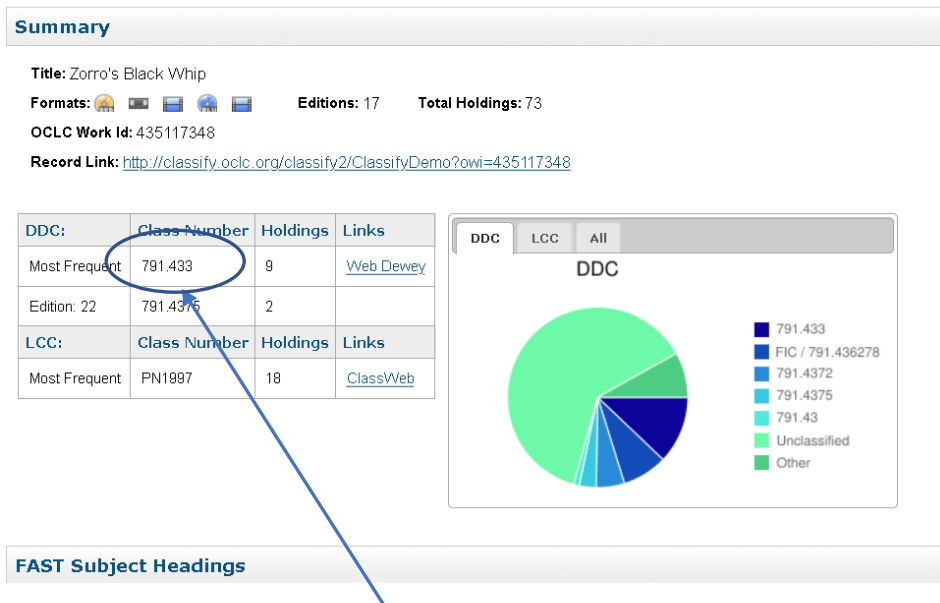 Summary
Title: Zorro's Black Whip
Formats: Editions: 17 Total Holdings: 73
OCLC Work Id: 435117348
Record Link: http://classify.oclc.org/classify2/ClassifyDemo?owi=435117348
DDC: Class Number Holdings Links
Most Frequent 791.433 9 Web Dewey
Edition: 22 791.4375 2
LCC: Class Number Holdings Links
Most Frequent PN1997 18 ClassWeb
DDC LCC All
DDC
791.433
FIC / 791.436278
791.4372
791.4375
791.43
Unclassified
Other
FAST Subject Headings